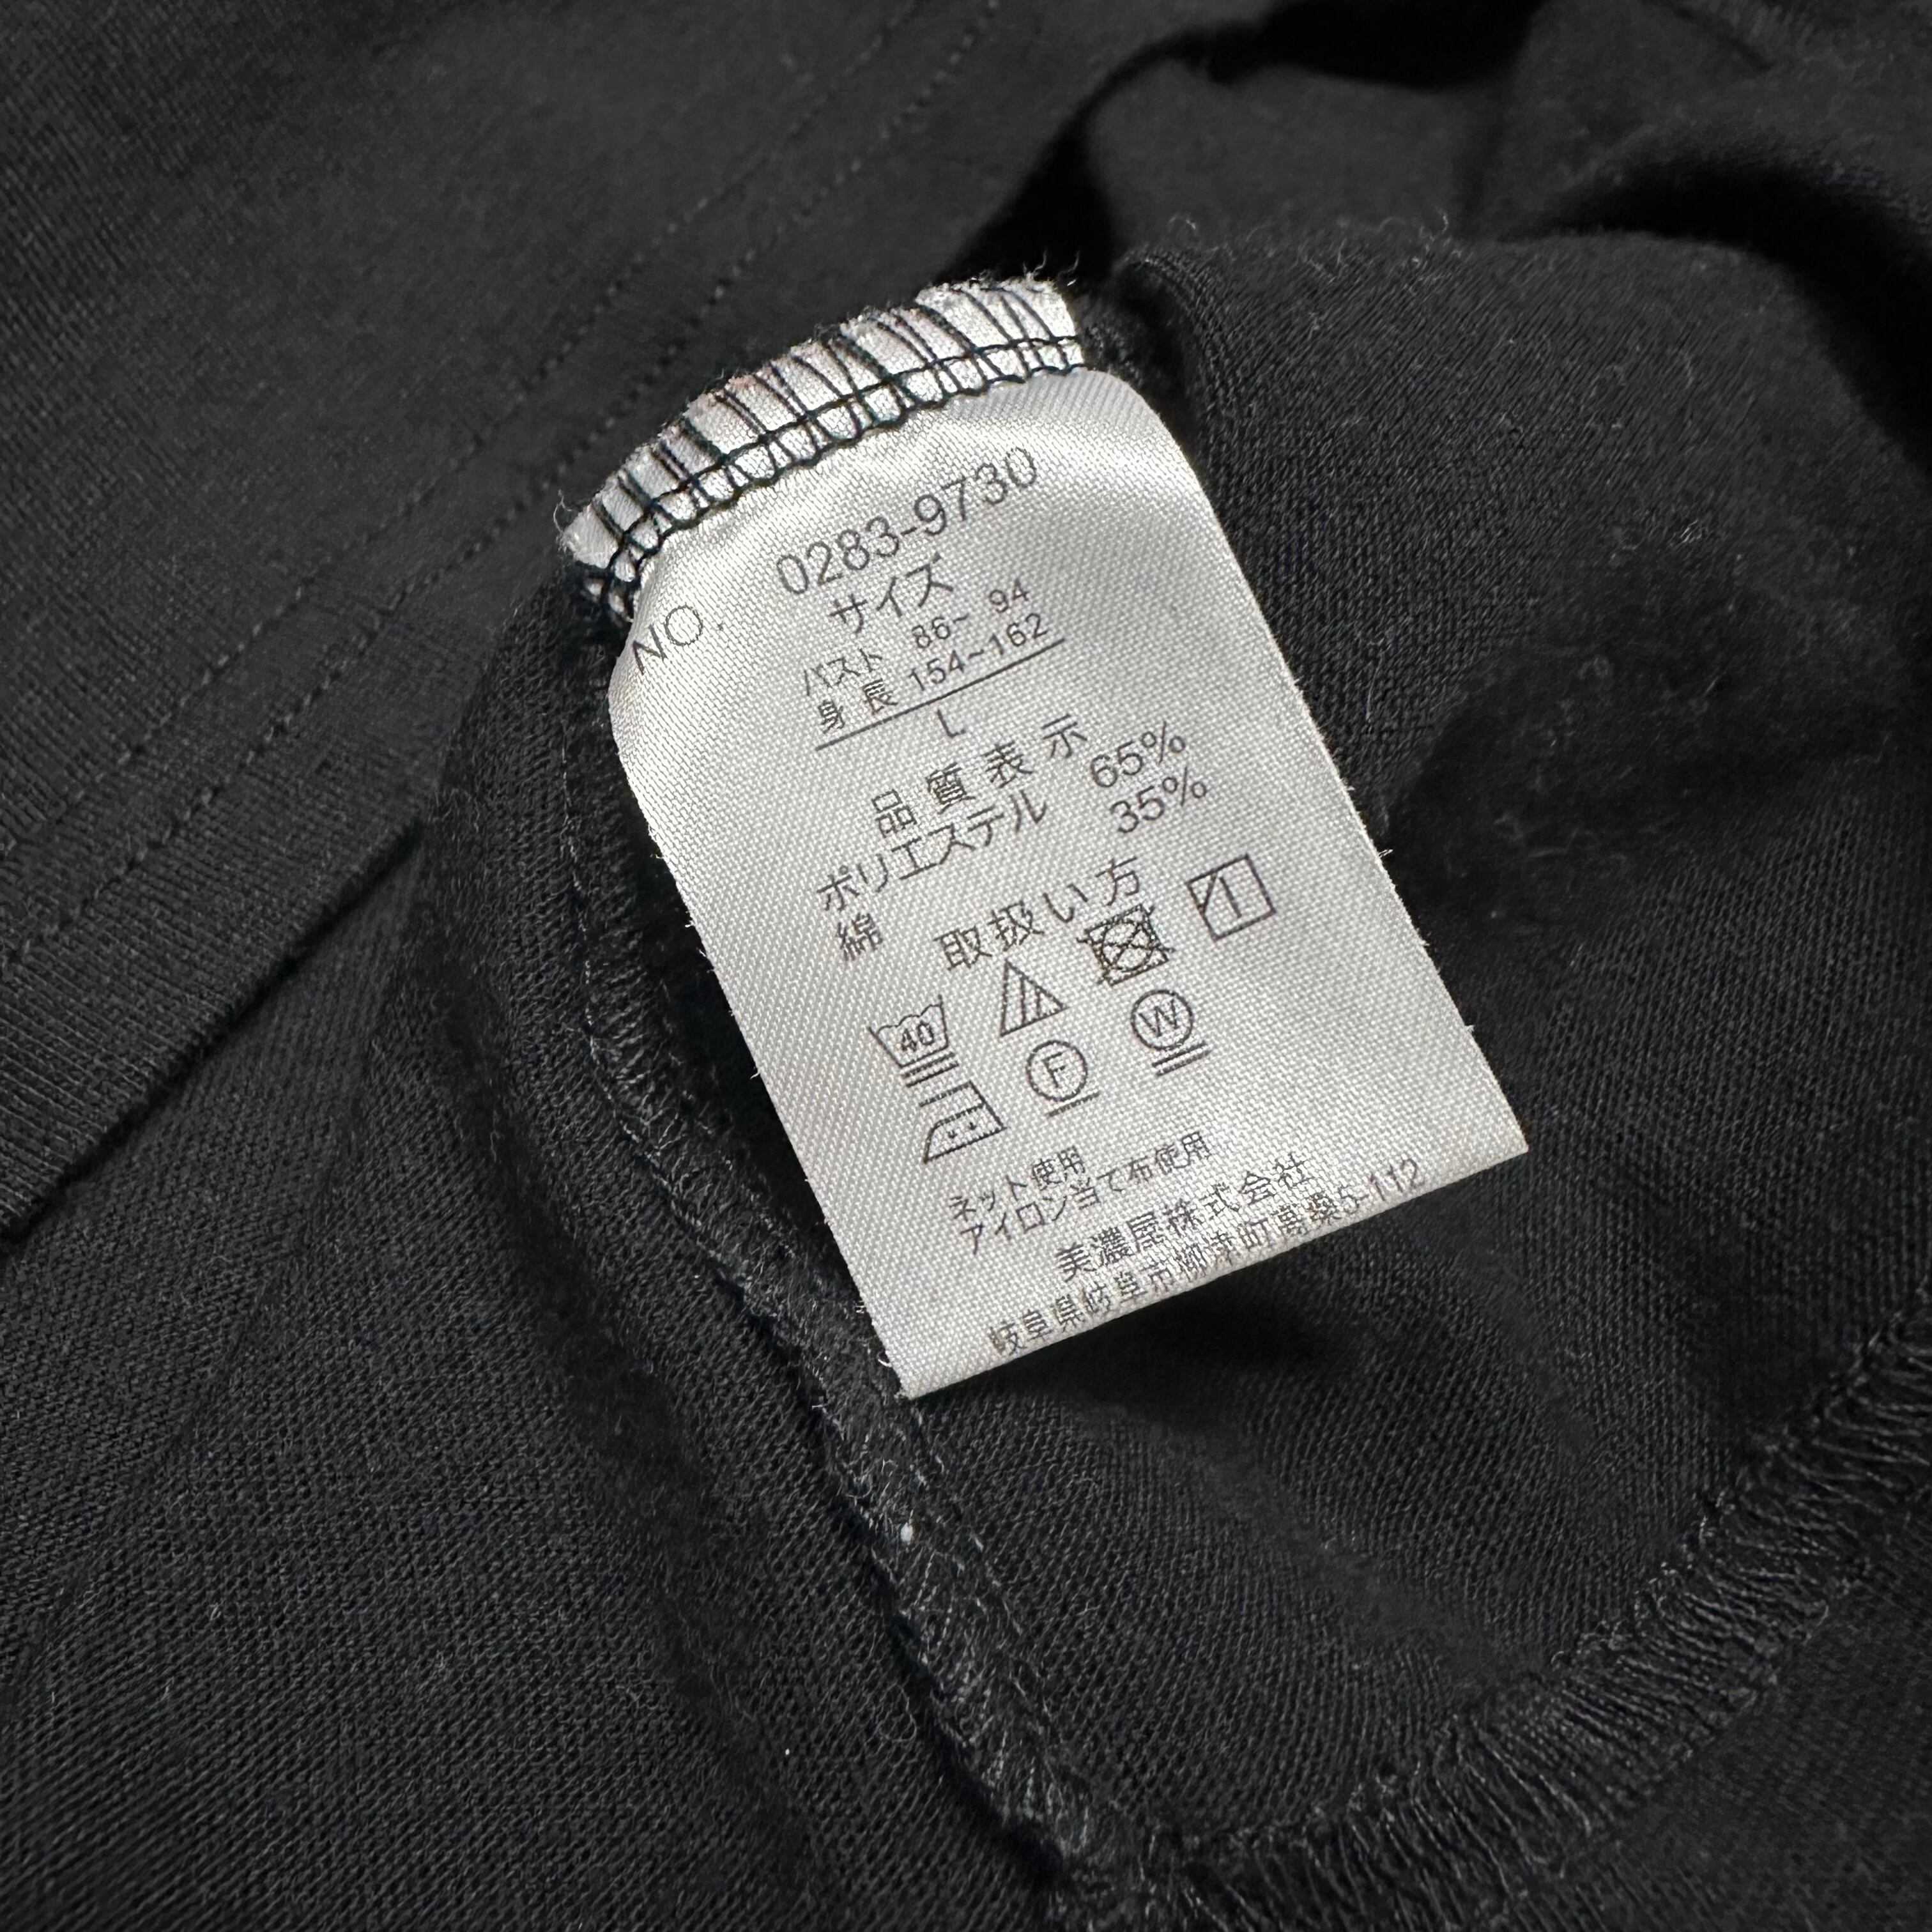 NO. 0283-9730
サイズ
バスト 86~ 94
身長 154~162
L
品質表示
ポリエステル 65%
綿 35%
取扱い方
40
F W
ネット使用
アイロン当て布使用
美濃屋株式会社
岐阜県岐阜市柳津町高桑5-112